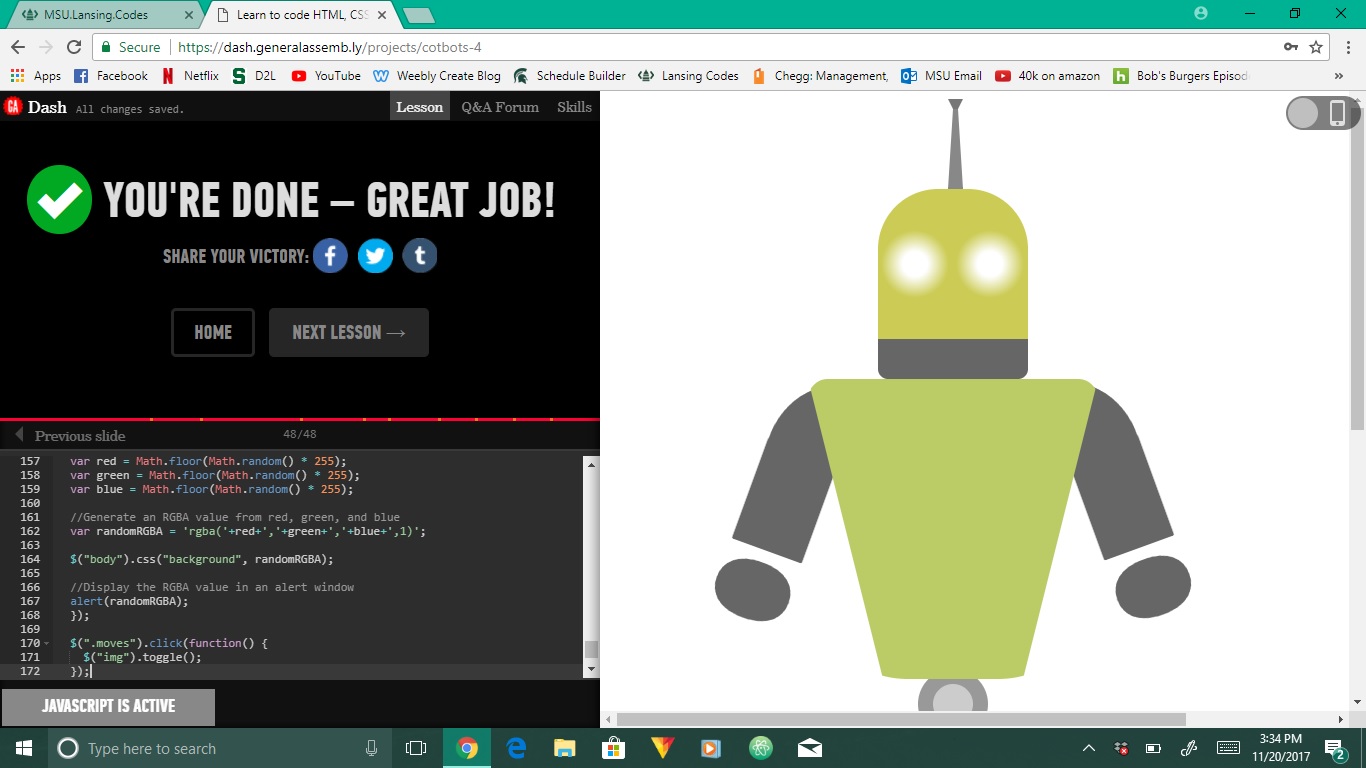 MSU.Lansing.Codes
Learn to code HTML, CSS
Secure https://dash.generalassemb.ly/projects/cotbots-4
Apps Facebook Netflix D2L YouTube Weebly Create Blog Schedule Builder Lansing Codes Chegg: Management, MSU Email 40k on amazon Bob's Burgers Episod »
GA Dash All changes saved. Lesson Q&A Forum Skills
YOU'RE DONE – GREAT JOB!
SHARE YOUR VICTORY:
HOME NEXT LESSON →
Previous slide 48/48
157 var red = Math.floor(Math.random() * 255);
158 var green = Math.floor(Math.random() * 255);
159 var blue = Math.floor(Math.random() * 255);
160
161 //Generate an RGBA value from red, green, and blue
162 var randomRGBA = 'rgba('+red+','+green+','+blue+',1)';
163
164 $("body").css("background", randomRGBA);
165
166 //Display the RGBA value in an alert window
167 alert(randomRGBA);
168 });
169
170 $(".moves").click(function() {
171 $("img").toggle();
172 });
JAVASCRIPT IS ACTIVE
Type here to search
3:34 PM
11/20/2017
2